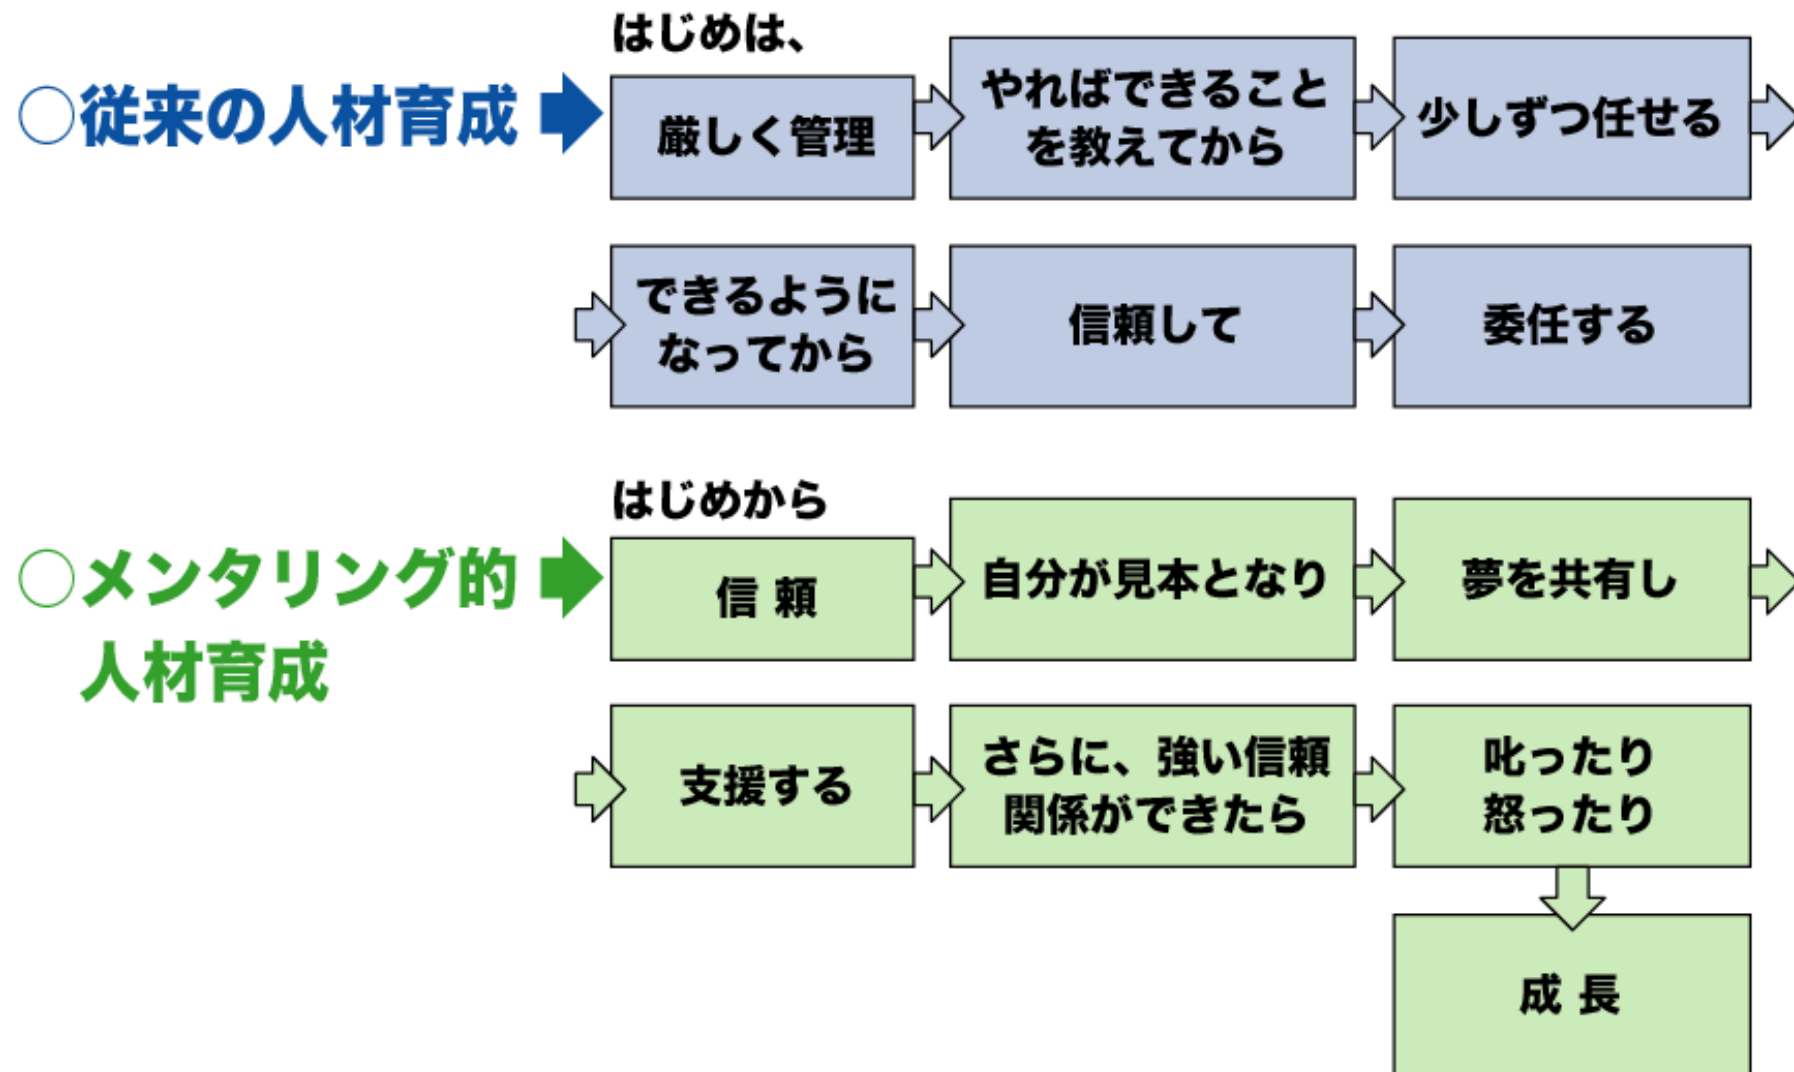 はじめは、
○従来の人材育成
厳しく管理
やればできること
を教えてから
少しずつ任せる
できるように
なってから
信頼して
委任する
はじめから
○メンタリング的
人材育成
信 頼
自分が見本となり
夢を共有し
支援する
さらに、強い信頼
関係ができたら
叱ったり
怒ったり
成 長